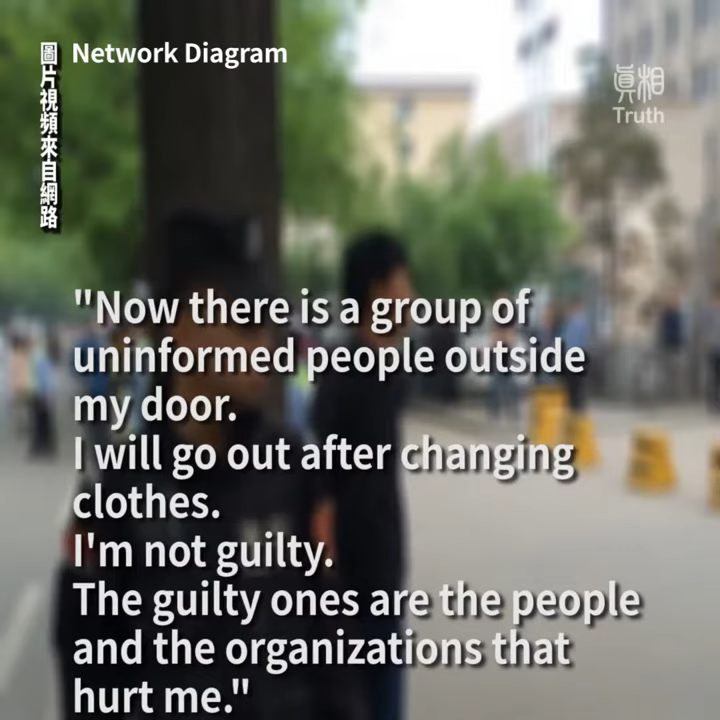 圖片視頻來自網路
Network Diagram
真相
Truth
"Now there is a group of
uninformed people outside
my door.
I will go out after changing
clothes.
I'm not guilty.
The guilty ones are the people
and the organizations that
hurt me."